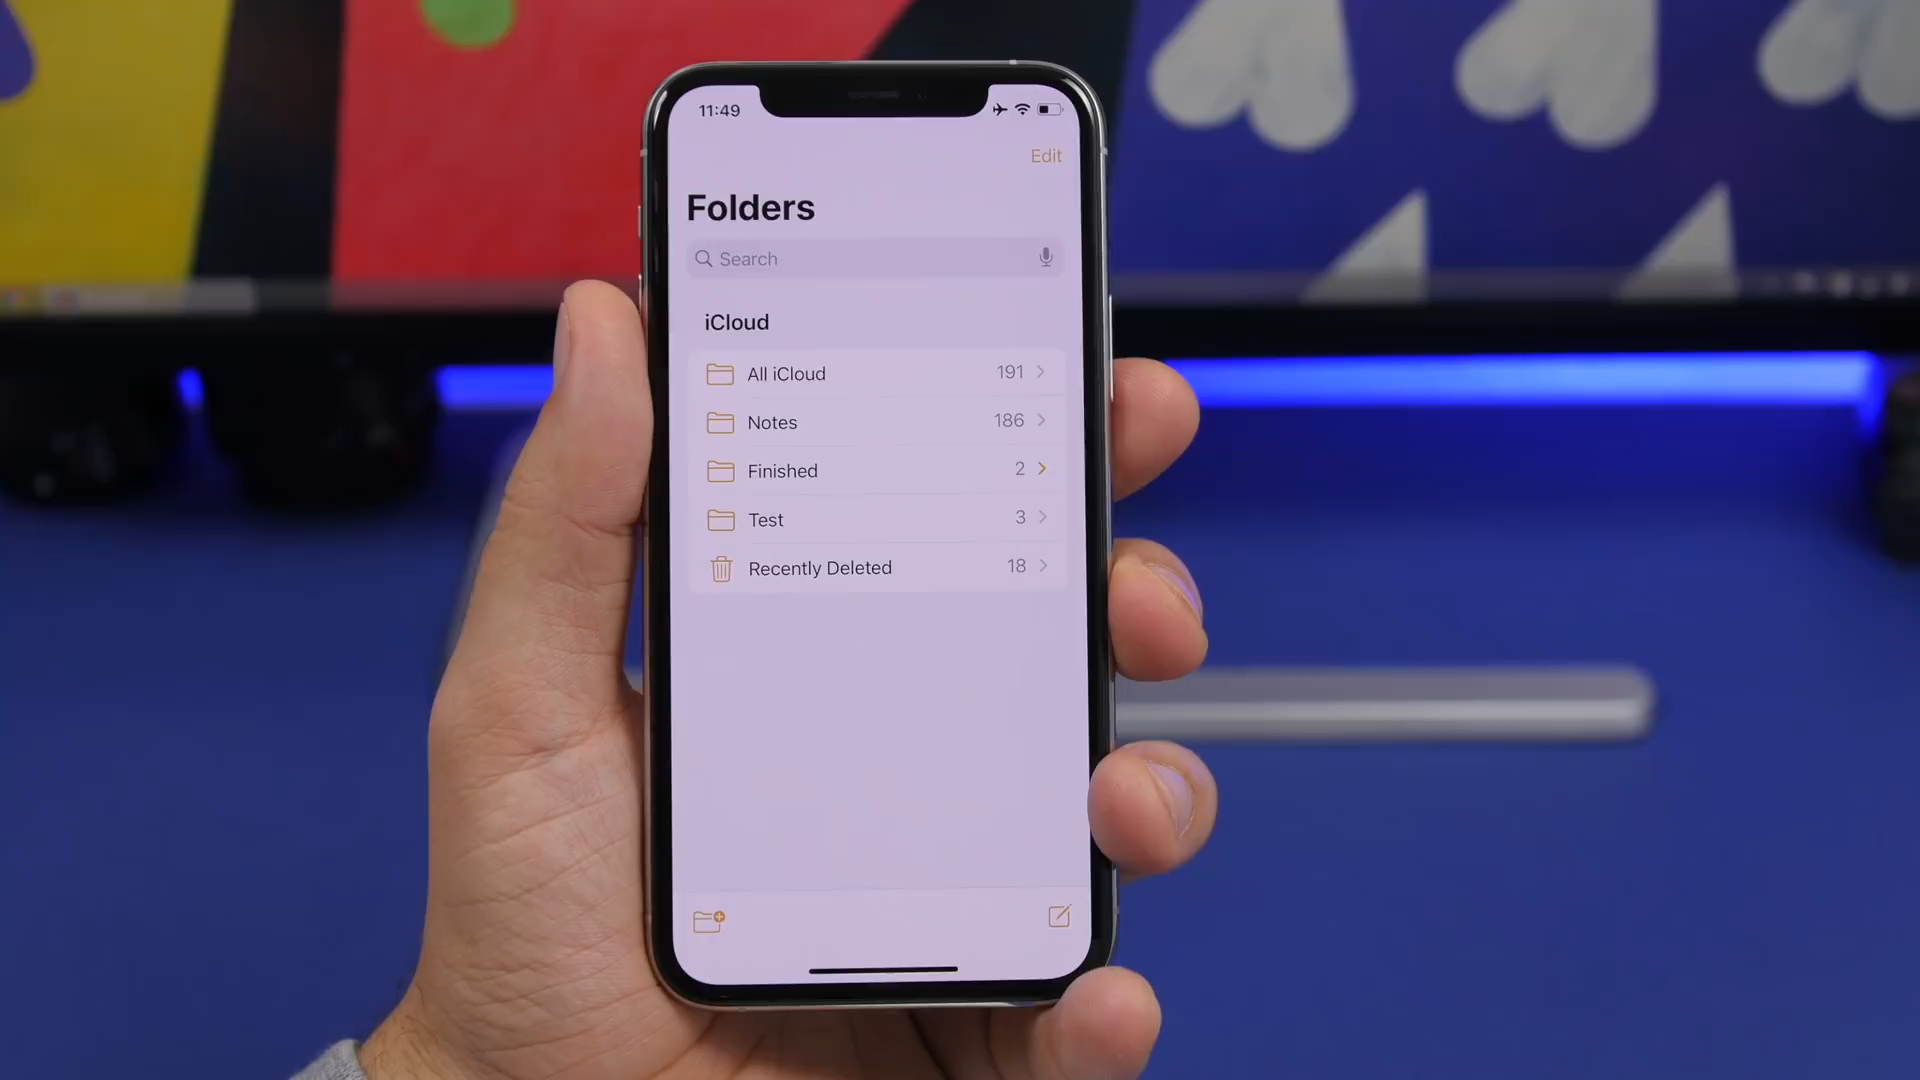 11:49
Edit
Folders
Search
iCloud
All iCloud 191
Notes 186
Finished 2
Test 3
Recently Deleted 18